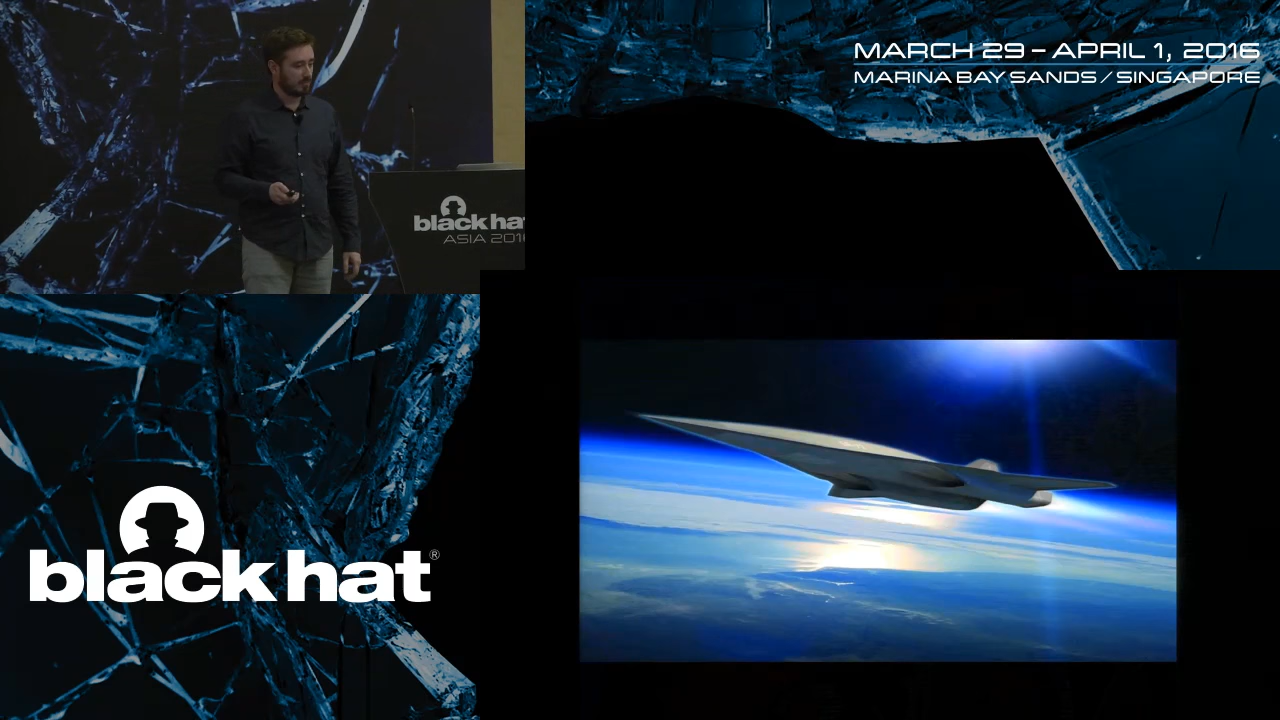 MARCH 29 – APRIL 1, 2016
MARINA BAY SANDS / SINGAPORE
black hat
ASIA 2016
black hat®